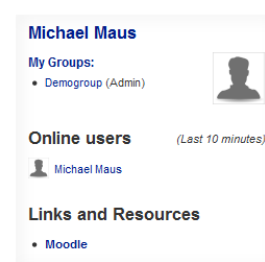 Michael Maus
My Groups:
Demogroup (Admin)
Online users (Last 10 minutes)
Michael Maus
Links and Resources
Moodle